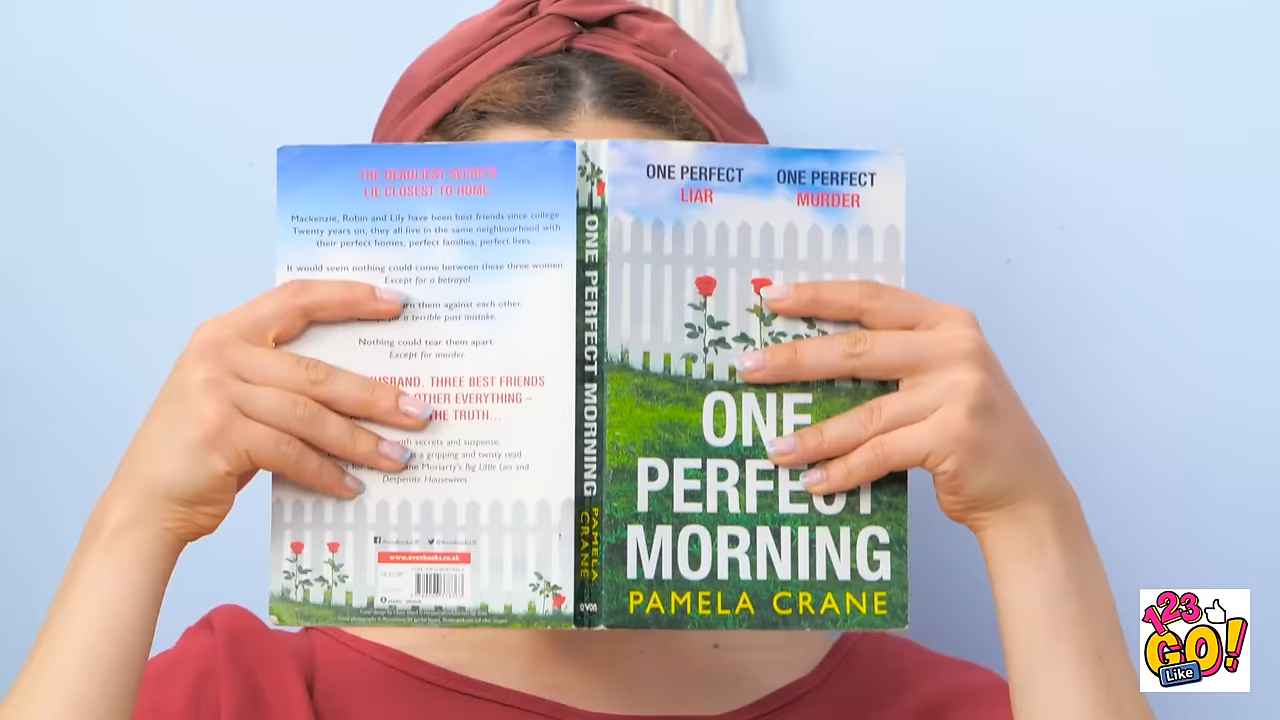 THE DEADLIEST SECRETS
LIE CLOSEST TO HOME
Mackenzie, Robin and Lily have been best friends since college
Twenty years on, they all live in the same neighbourhood with
their perfect homes, perfect families, perfect lives...
It would seem nothing could come between these three women.
Except for a betrayal.
them against each other.
a terrible past mistake.
Nothing could tear them apart.
Except for murder.
THREE BEST FRIENDS
EVERYTHING –
THE TRUTH...
secrets and suspense,
is a gripping and twisty read
Moriarty's Big Little Lies and
Desperate Housewives
www.avonbooks.co.uk
ONE PERFECT MORNING
PAMELA CRANE
AVON
ONE PERFECT
LIAR
ONE PERFECT
MURDER
ONE
PERFECT
MORNING
PAMELA CRANE
123
GO!
Like